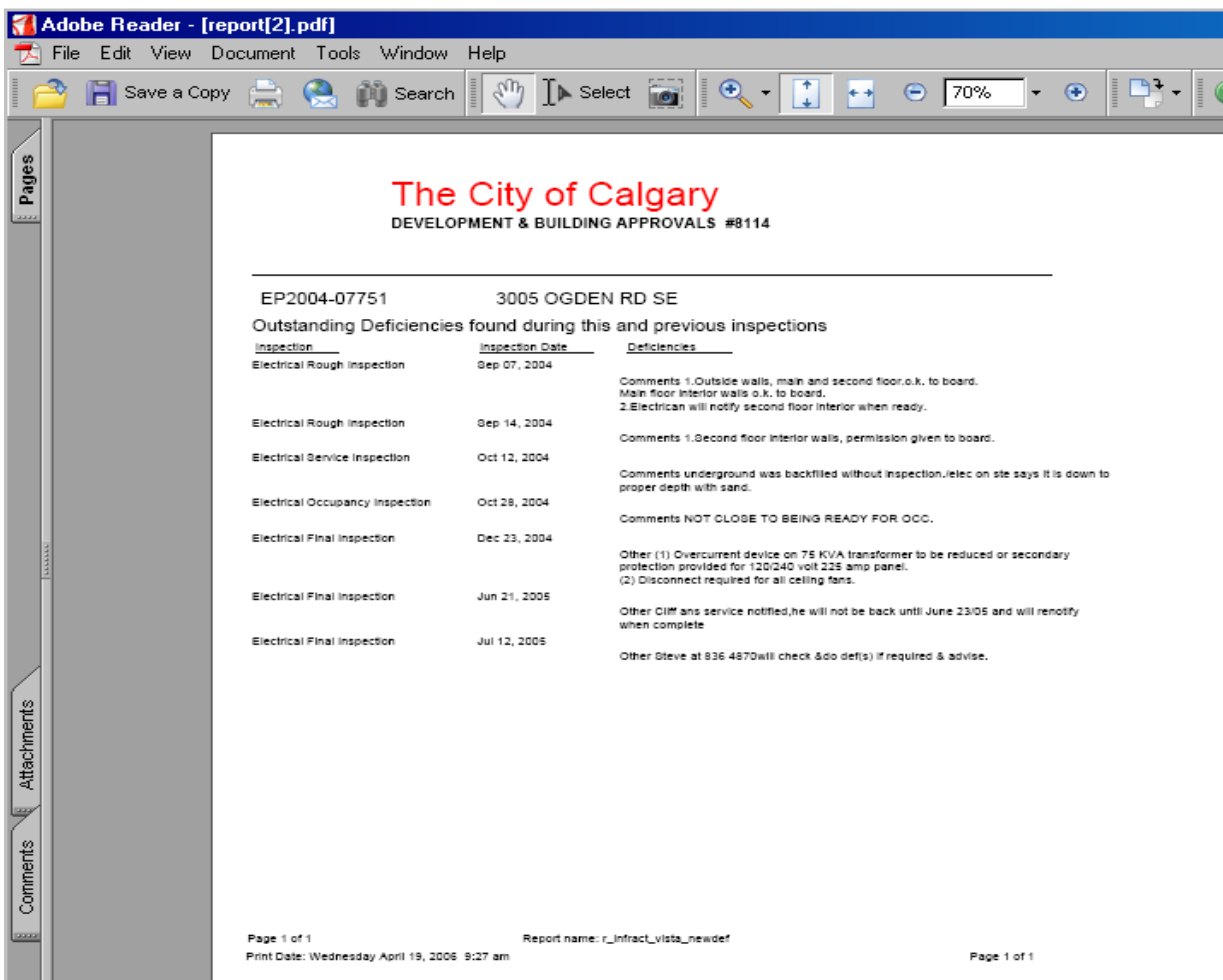 Adobe Reader - [report[2].pdf]
File Edit View Document Tools Window Help
Save a Copy Search Select 70%
Pages
Attachments
Comments
The City of Calgary
DEVELOPMENT & BUILDING APPROVALS #8114
EP2004-07751 3005 OGDEN RD SE
Outstanding Deficiencies found during this and previous inspections
Inspection Inspection Date Deficiencies
Electrical Rough Inspection Sep 07, 2004
Comments 1.Outside walls, main and second floor.o.k. to board.
Main floor interior walls o.k. to board.
2.Electrican will notify second floor interior when ready.
Electrical Rough Inspection Sep 14, 2004
Comments 1.Second floor interior walls, permission given to board.
Electrical Service Inspection Oct 12, 2004
Comments underground was backfilled without inspection./elec on ste says it is down to
proper depth with sand.
Electrical Occupancy Inspection Oct 28, 2004
Comments NOT CLOSE TO BEING READY FOR OCC.
Electrical Final Inspection Dec 23, 2004
Other (1) Overcurrent device on 75 KVA transformer to be reduced or secondary
protection provided for 120/240 volt 225 amp panel.
(2) Disconnect required for all ceiling fans.
Electrical Final Inspection Jun 21, 2005
Other Cliff ans service notified,he will not be back until June 23/05 and will renotify
when complete
Electrical Final Inspection Jul 12, 2005
Other Steve at 836 4870will check &do def(s) if required & advise.
Page 1 of 1 Report name: r_infract_vista_newdef
Print Date: Wednesday April 19, 2006 9:27 am Page 1 of 1